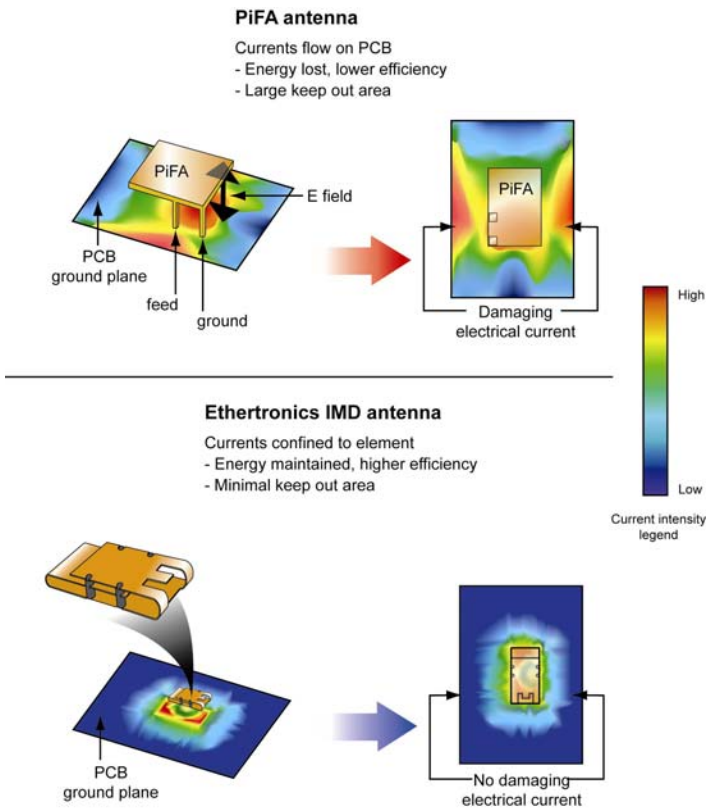 PiFA antenna
Currents flow on PCB
- Energy lost, lower efficiency
- Large keep out area
PiFA
E field
PCB
ground plane
feed
ground
PiFA
Damaging
electrical current
High
Low
Current intensity
legend
Ethertronics IMD antenna
Currents confined to element
- Energy maintained, higher efficiency
- Minimal keep out area
PCB
ground plane
No damaging
electrical current